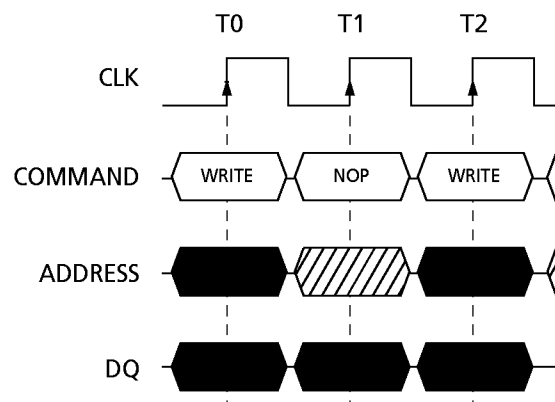 T0 T1 T2
CLK
COMMAND WRITE NOP WRITE
ADDRESS
DQ